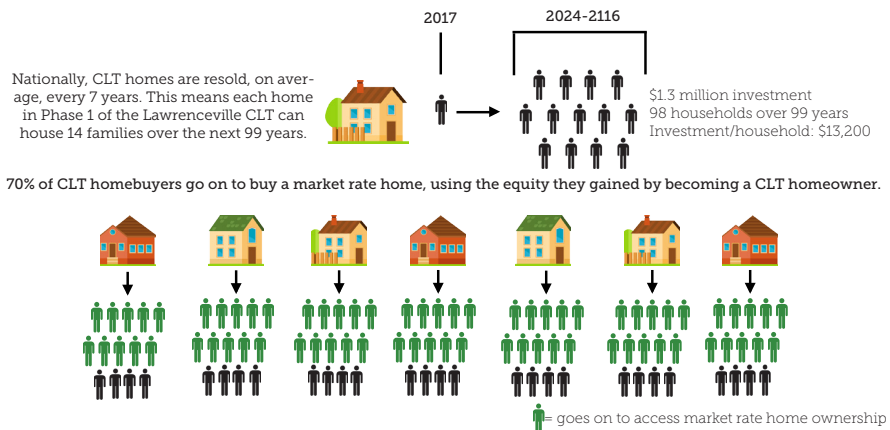 2017
2024-2116
Nationally, CLT homes are resold, on aver-
age, every 7 years. This means each home
in Phase 1 of the Lawrenceville CLT can
house 14 families over the next 99 years.
$1.3 million investment
98 households over 99 years
Investment/household: $13,200
70% of CLT homebuyers go on to buy a market rate home, using the equity they gained by becoming a CLT homeowner.
= goes on to access market rate home ownership